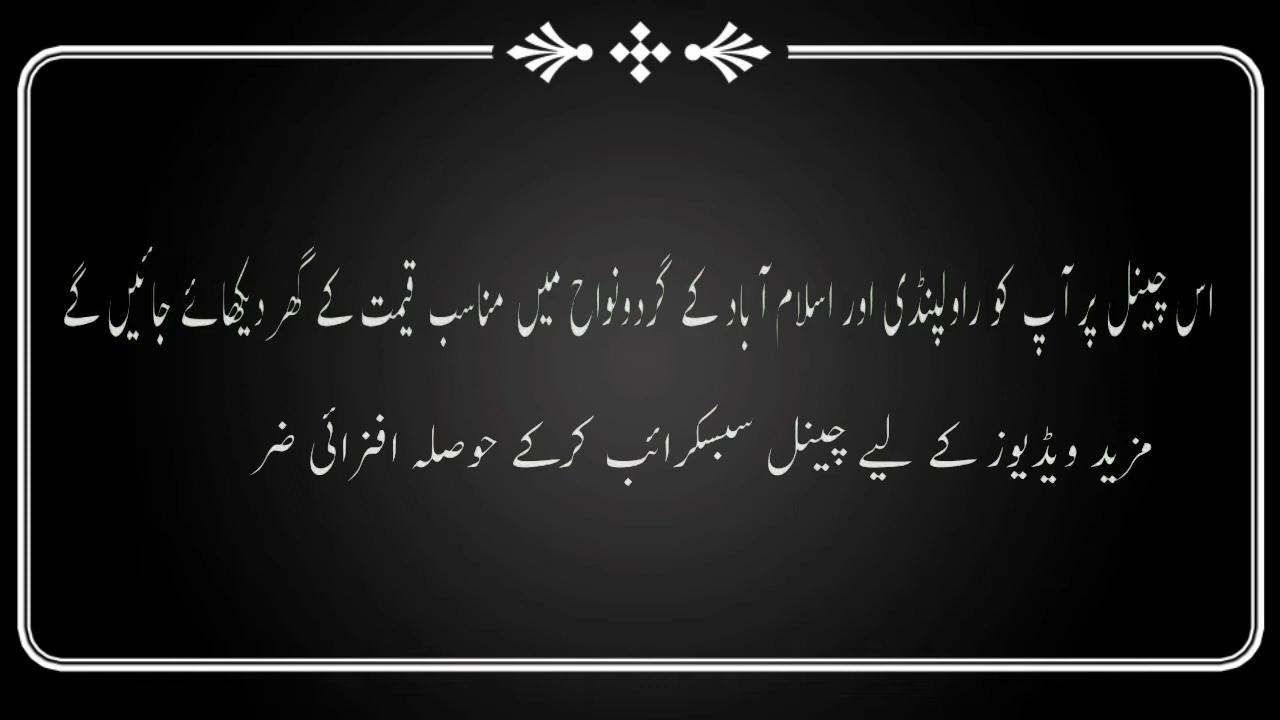 اس چینل پر آپ کو راولپنڈی اور اسلام آباد کے گردونواح میں مناسب قیمت کے گھر دیکھائے جائیں گے
مزید ویڈیوز کے لیے چینل سبسکرائب کرکے حوصلہ افزائی ضر